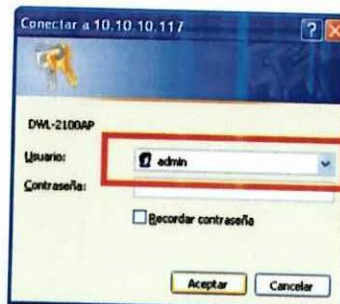 Conectar a 10.10.10.117
DWL-2100AP
Usuario:
admin
Contraseña:
Recordar contraseña
Aceptar
Cancelar